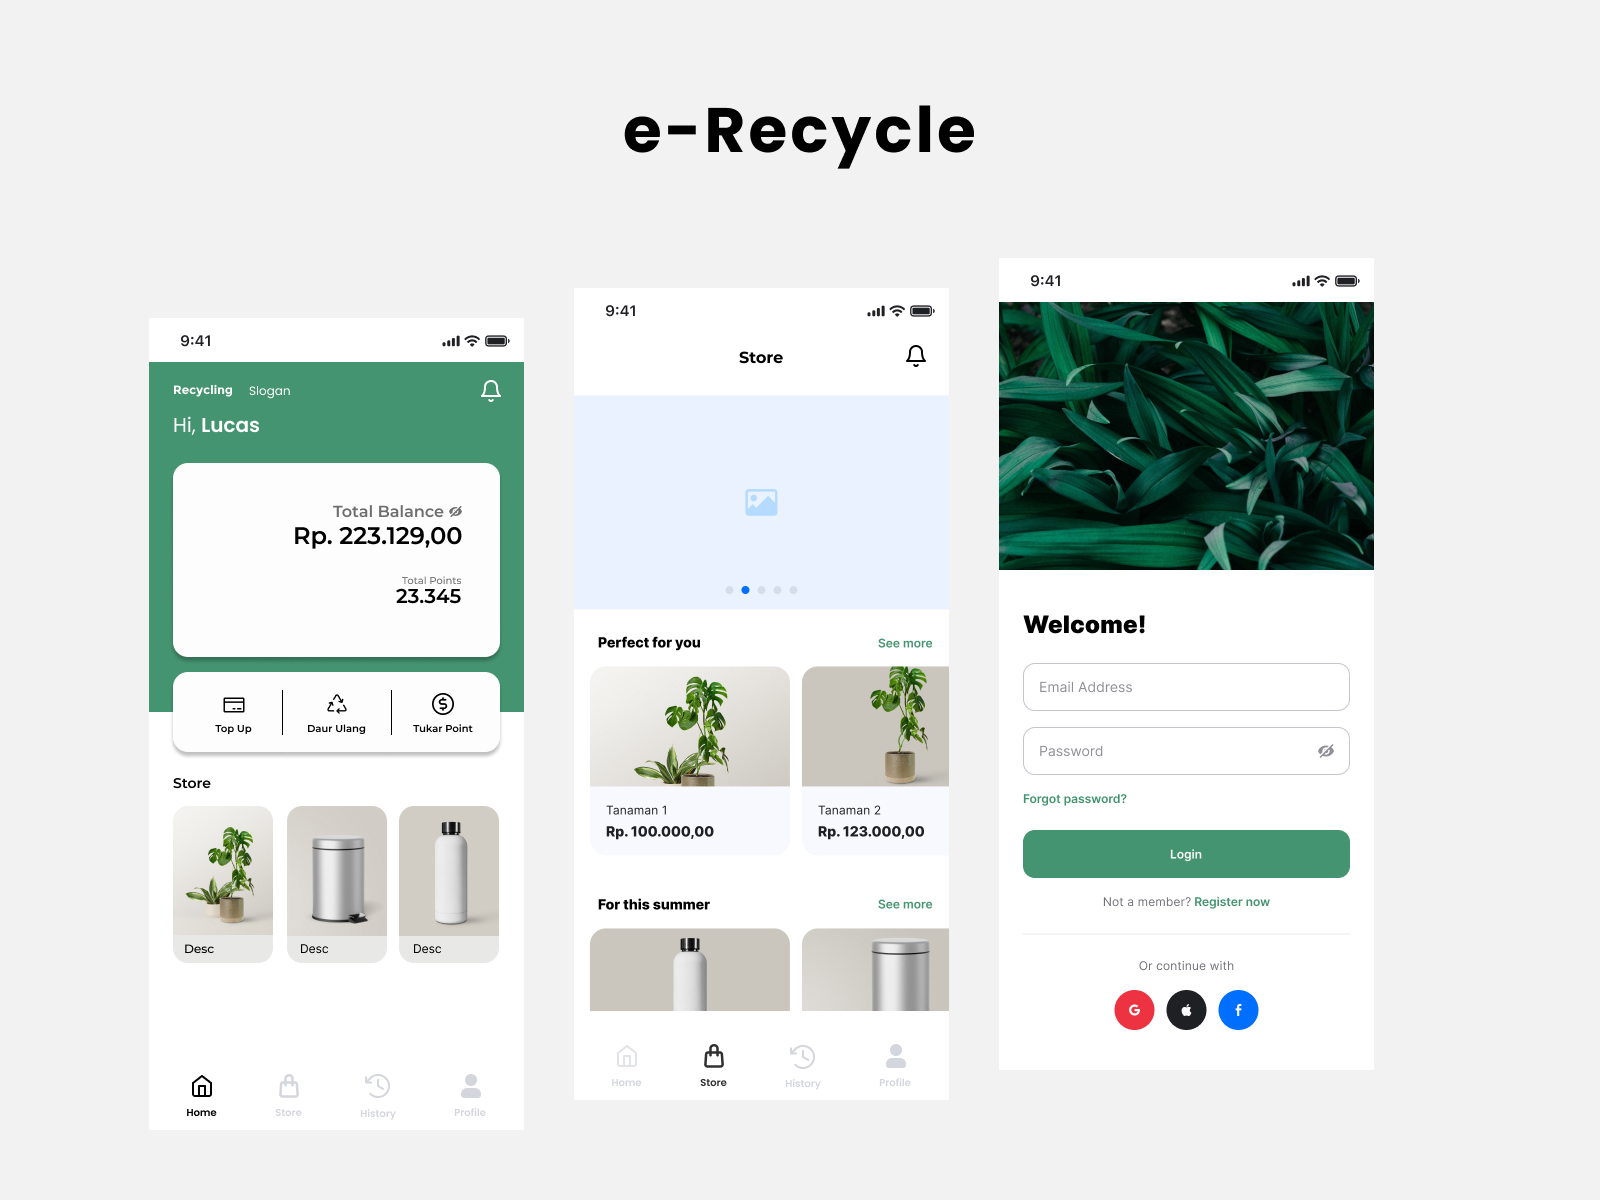 e-Recycle
9:41
Recycling Slogan
Hi, Lucas
Total Balance
Rp. 223.129,00
Total Points
23.345
Top Up
Daur Ulang
Tukar Point
Store
Desc
Desc
Desc
Home
Store
History
Profile
9:41
Store
Perfect for you
See more
Tanaman 1
Rp. 100.000,00
Tanaman 2
Rp. 123.000,00
For this summer
See more
Home
Store
History
Profile
9:41
Welcome!
Email Address
Password
Forgot password?
Login
Not a member? Register now
Or continue with